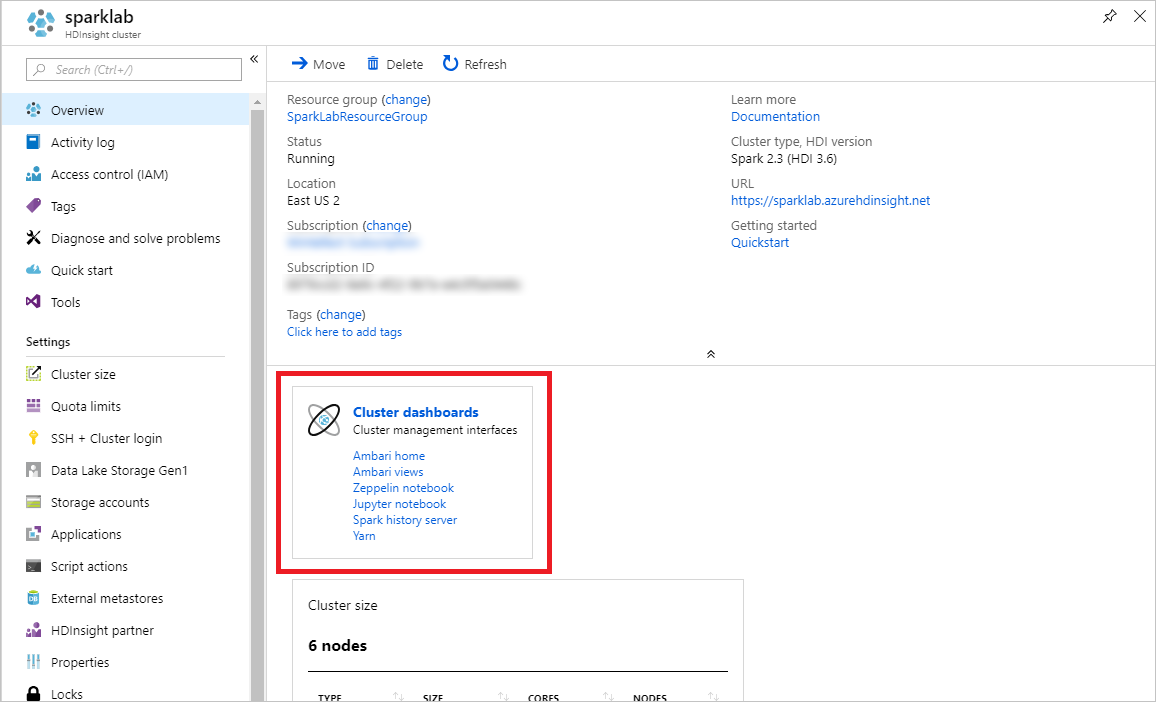 sparklab
HDInsight cluster
Search (Ctrl+/)
Overview
Activity log
Access control (IAM)
Tags
Diagnose and solve problems
Quick start
Tools
Settings
Cluster size
Quota limits
SSH + Cluster login
Data Lake Storage Gen1
Storage accounts
Applications
Script actions
External metastores
HDInsight partner
Properties
Locks
Move Delete Refresh
Resource group (change)
SparkLabResourceGroup
Status
Running
Location
East US 2
Subscription (change)
Subscription ID
Tags (change)
Click here to add tags
Learn more
Documentation
Cluster type, HDI version
Spark 2.3 (HDI 3.6)
URL
https://sparklab.azurehdinsight.net
Getting started
Quickstart
Cluster dashboards
Cluster management interfaces
Ambari home
Ambari views
Zeppelin notebook
Jupyter notebook
Spark history server
Yarn
Cluster size
6 nodes
TYPE SIZE CORES NODES